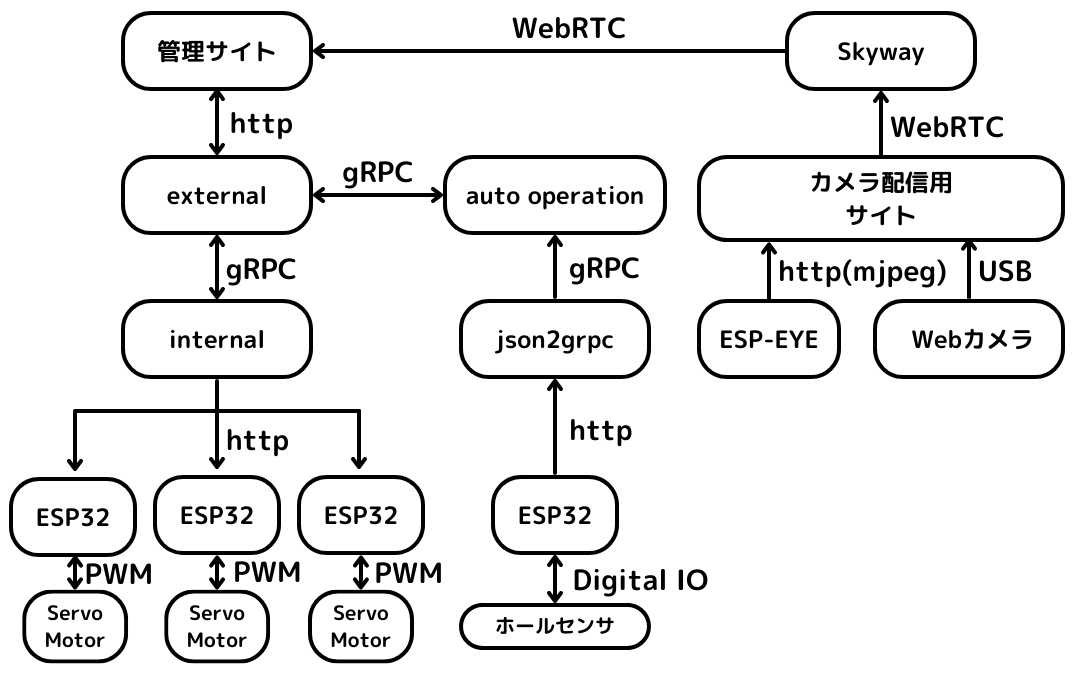 WebRTC
管理サイト
Skyway
http
WebRTC
external
gRPC
auto operation
カメラ配信用
サイト
gRPC
gRPC
http(mjpeg)
USB
internal
json2grpc
ESP-EYE
Webカメラ
http
http
ESP32
ESP32
ESP32
ESP32
PWM
PWM
PWM
Digital IO
Servo
Motor
Servo
Motor
Servo
Motor
ホールセンサ